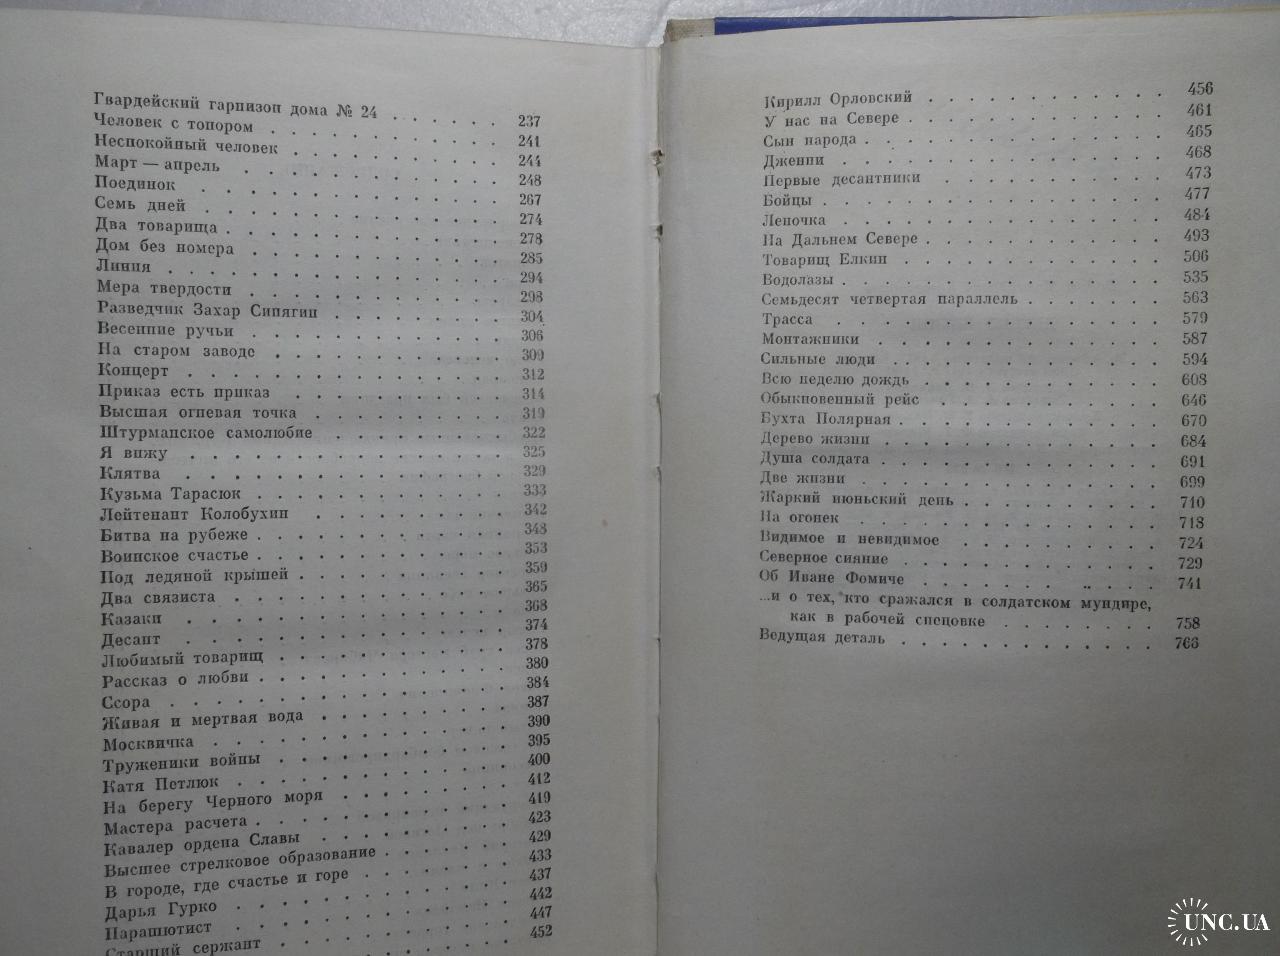 Гвардейский гарнизон дома № 24 . . . . . . 237
Человек с топором . . . . . . . . . . 241
Неспокойный человек . . . . . . . . . 244
Март — апрель . . . . . . . . . . . 248
Поединок . . . . . . . . . . . . 267
Семь дней . . . . . . . . . . . . 274
Два товарища . . . . . . . . . . . 278
Дом без номера . . . . . . . . . . 285
Линия . . . . . . . . . . . . . 294
Мера твердости . . . . . . . . . . 298
Разведчик Захар Сипягин . . . . . . . 304
Весенние ручьи . . . . . . . . . . 306
На старом заводе . . . . . . . . . 309
Концерт . . . . . . . . . . . . 312
Приказ есть приказ . . . . . . . . 314
Высшая огневая точка . . . . . . . 319
Штурманское самолюбие . . . . . . . 322
Я вижу . . . . . . . . . . . . 325
Клятва . . . . . . . . . . . . 329
Кузьма Тарасюк . . . . . . . . . . 333
Лейтенант Колобухин . . . . . . . . 342
Битва на рубеже . . . . . . . . . . 348
Воинское счастье . . . . . . . . . . 353
Под ледяной крышей . . . . . . . . 359
Два связиста . . . . . . . . . . . 365
Казаки . . . . . . . . . . . . 368
Десант . . . . . . . . . . . . 374
Любимый товарищ . . . . . . . . . 378
Рассказ о любви . . . . . . . . . . 380
Ссора . . . . . . . . . . . . . 384
Живая и мертвая вода . . . . . . . 387
Москвичка . . . . . . . . . . . 390
Труженики войны . . . . . . . . . 395
Катя Петлюк . . . . . . . . . . . 400
На берегу Черного моря . . . . . . . 412
Мастера расчета . . . . . . . . . . 419
Кавалер ордена Славы . . . . . . . 423
Высшее стрелковое образование . . . . . 429
В городе, где счастье и горе . . . . . . 433
Дарья Гурко . . . . . . . . . . . 437
Парашютист . . . . . . . . . . . 442
Старший сержант . . . . . . . . . 447
452
Кирилл Орловский . . . . . . . . . 456
У нас на Севере . . . . . . . . . . 461
Сын народа . . . . . . . . . . . 465
Дженни . . . . . . . . . . . . 468
Первые десантники . . . . . . . . . 473
Бойцы . . . . . . . . . . . . . 477
Леночка . . . . . . . . . . . . 484
На Дальнем Севере . . . . . . . . . 493
Товарищ Елкин . . . . . . . . . . 506
Водолазы . . . . . . . . . . . . 535
Семьдесят четвертая параллель . . . . . 563
Трасса . . . . . . . . . . . . 579
Монтажники . . . . . . . . . . . 587
Сильные люди . . . . . . . . . . . 594
Всю неделю дождь . . . . . . . . . 608
Обыкновенный рейс . . . . . . . . . 646
Бухта Полярная . . . . . . . . . . 670
Дерево жизни . . . . . . . . . . . 684
Душа солдата . . . . . . . . . . . 691
Две жизни . . . . . . . . . . . . 699
Жаркий июньский день . . . . . . . . 710
На огонек . . . . . . . . . . . . 718
Видимое и невидимое . . . . . . . . 724
Северное сияние . . . . . . . . . . 729
Об Иване Фомиче . . . . . . . . . . 741
...и о тех, кто сражался в солдатском мундире,
как в рабочей спецовке . . . . . . . 758
Ведущая деталь . . . . . . . . . . 766
UNC.UA